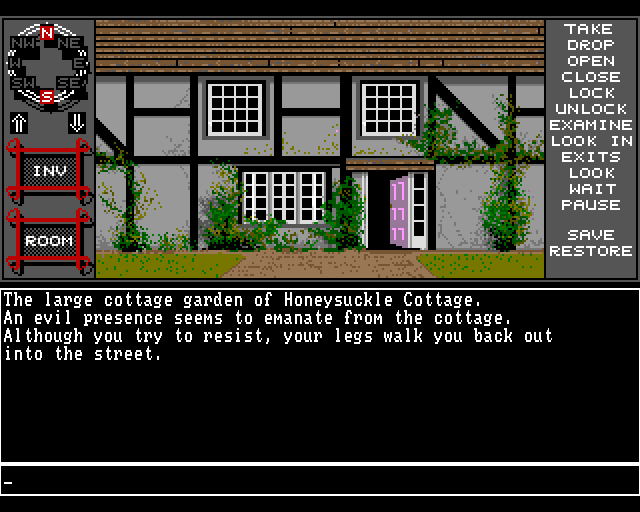 N
NW NE
W E
SW SE
S
INV
ROOM
TAKE
DROP
OPEN
CLOSE
LOCK
UNLOCK
EXAMINE
LOOK IN
EXITS
LOOK
WAIT
PAUSE
SAVE
RESTORE
The large cottage garden of Honeysuckle Cottage.
An evil presence seems to emanate from the cottage.
Although you try to resist, your legs walk you back out
into the street.